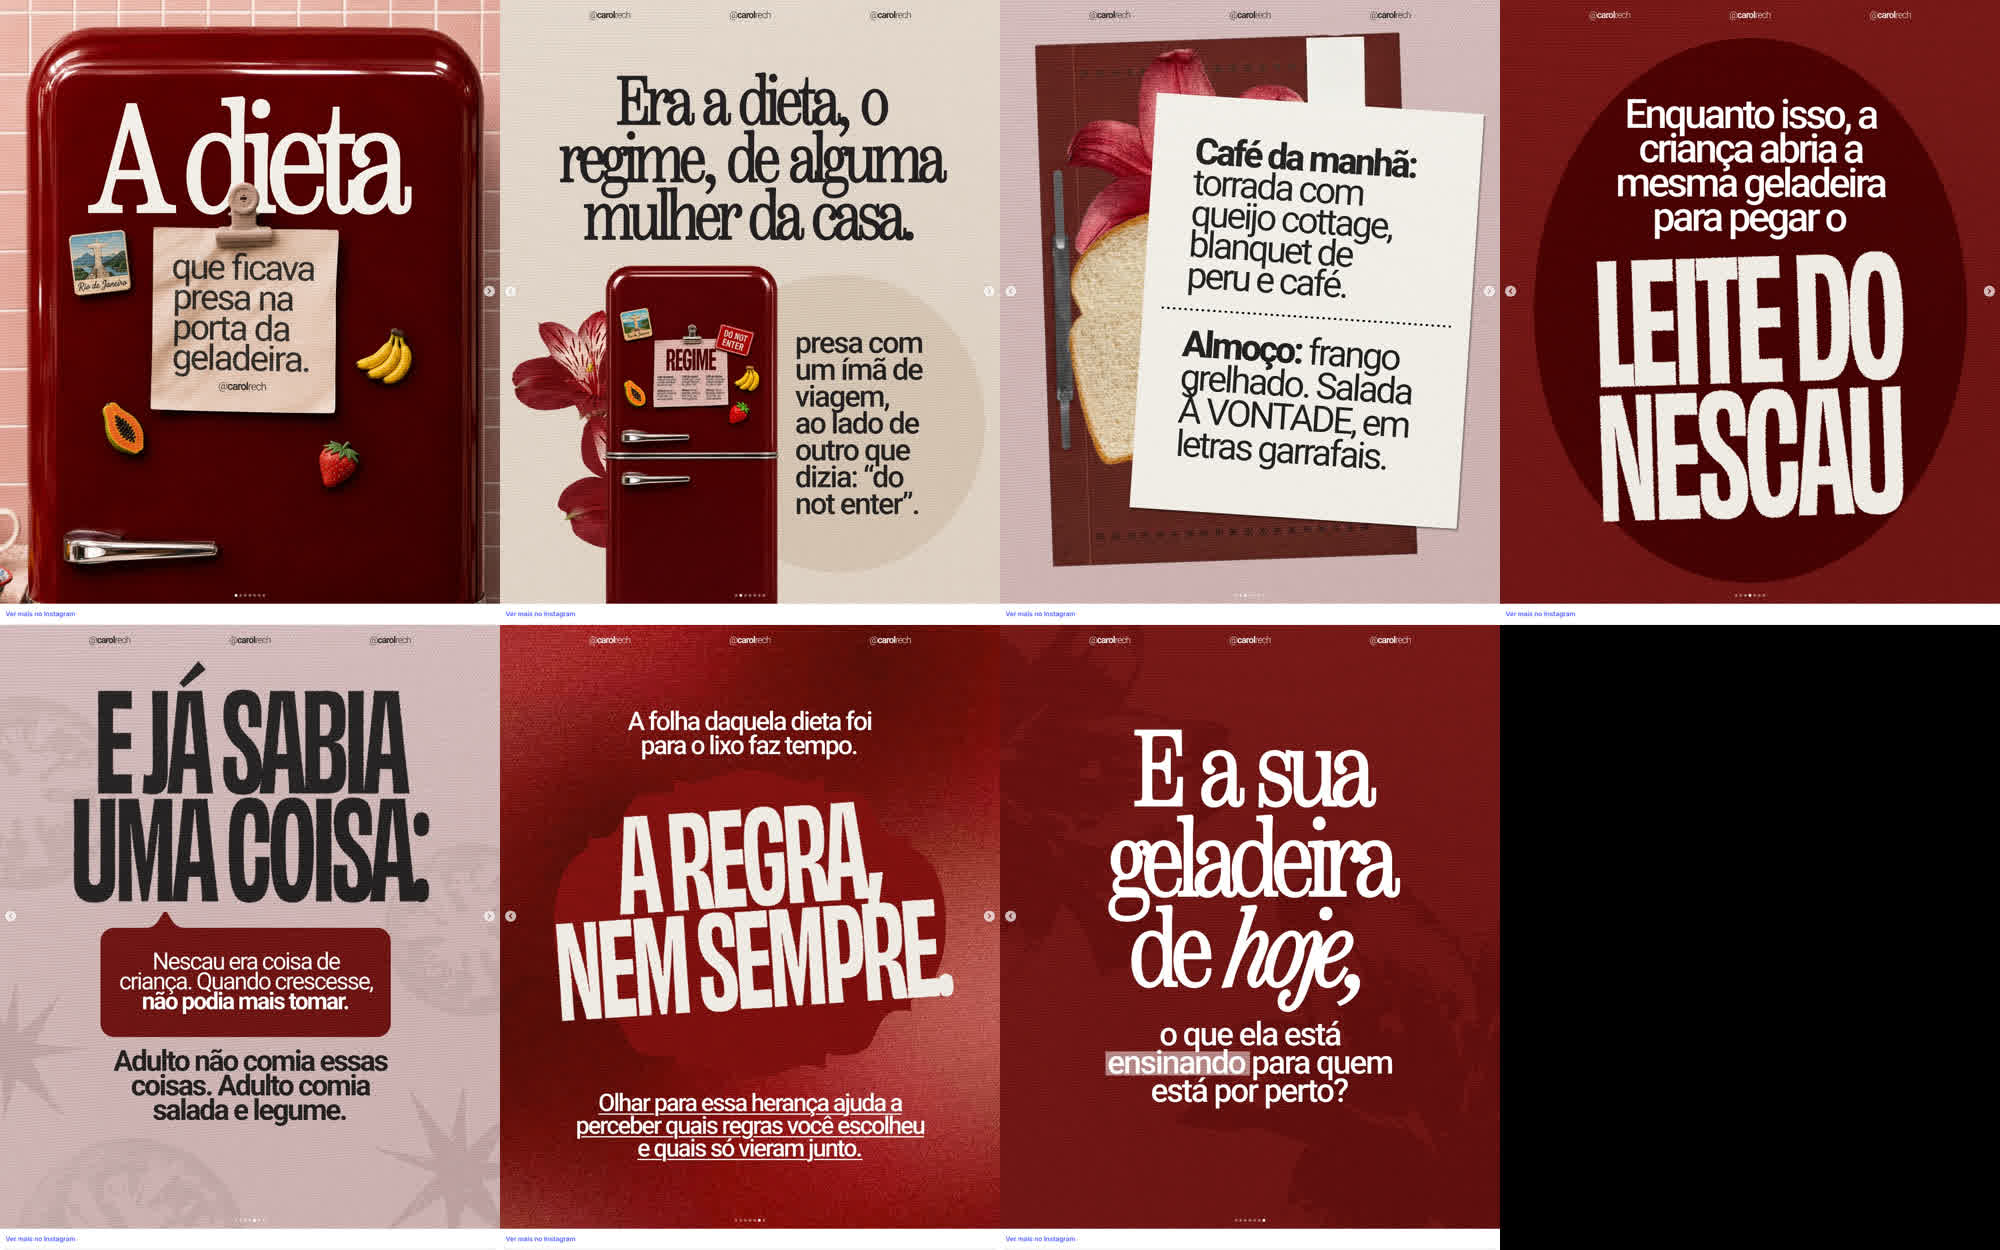 A dieta
que ficava
presa na
porta da
geladeira.
@carolrech
Rio de Janeiro
Ver mais no Instagram
@carolrech
@carolrech
@carolrech
Era a dieta, o
regime, de alguma
mulher da casa.
DO NOT
ENTER
REGIME
presa com
um ímã de
viagem,
ao lado de
outro que
dizia: “do
not enter”.
Ver mais no Instagram
@carolrech
@carolrech
@carolrech
Café da manhã:
torrada com
queijo cottage,
blanquet de
peru e café.
Almoço: frango
grelhado. Salada
À VONTADE, em
letras garrafais.
Ver mais no Instagram
@carolrech
@carolrech
@carolrech
Enquanto isso, a
criança abria a
mesma geladeira
para pegar o
LEITE DO
NESCAU
Ver mais no Instagram
@carolrech
@carolrech
@carolrech
E JÁ SABIA
UMA COISA:
Nescau era coisa de
criança. Quando crescesse,
não podia mais tomar.
Adulto não comia essas
coisas. Adulto comia
salada e legume.
Ver mais no Instagram
@carolrech
@carolrech
@carolrech
A folha daquela dieta foi
para o lixo faz tempo.
A REGRA,
NEM SEMPRE.
Olhar para essa herança ajuda a
perceber quais regras você escolheu
e quais só vieram junto.
Ver mais no Instagram
@carolrech
@carolrech
@carolrech
E a sua
geladeira
de hoje,
o que ela está
ensinando para quem
está por perto?
Ver mais no Instagram